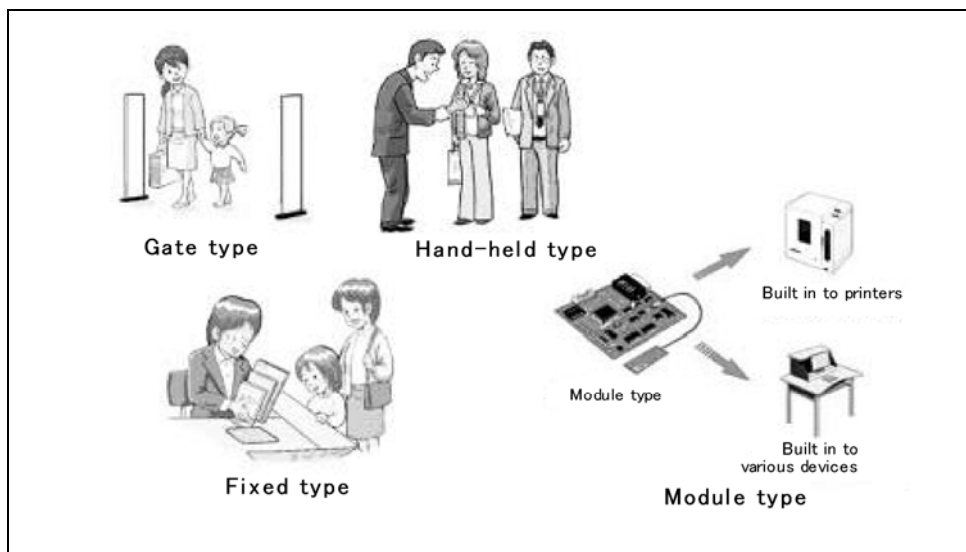 Gate type
Hand-held type
Built in to printers
Module type
Built in to
various devices
Fixed type
Module type